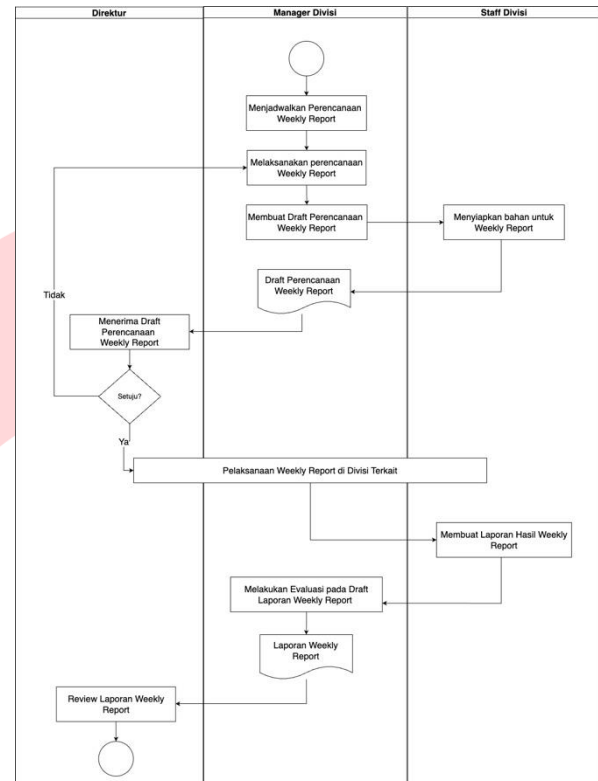 Direktur
Manager Divisi
Staff Divisi
Menjadwalkan Perencanaan
Weekly Report
Melaksanakan perencanaan
Weekly Report
Membuat Draft Perencanaan
Weekly Report
Menyiapkan bahan untuk
Weekly Report
Draft Perencanaan
Weekly Report
Tidak
Menerima Draft
Perencanaan
Weekly Report
Setuju?
Ya
Pelaksanaan Weekly Report di Divisi Terkait
Membuat Laporan Hasil Weekly
Report
Melakukan Evaluasi pada Draft
Laporan Weekly Report
Laporan Weekly
Report
Review Laporan Weekly
Report